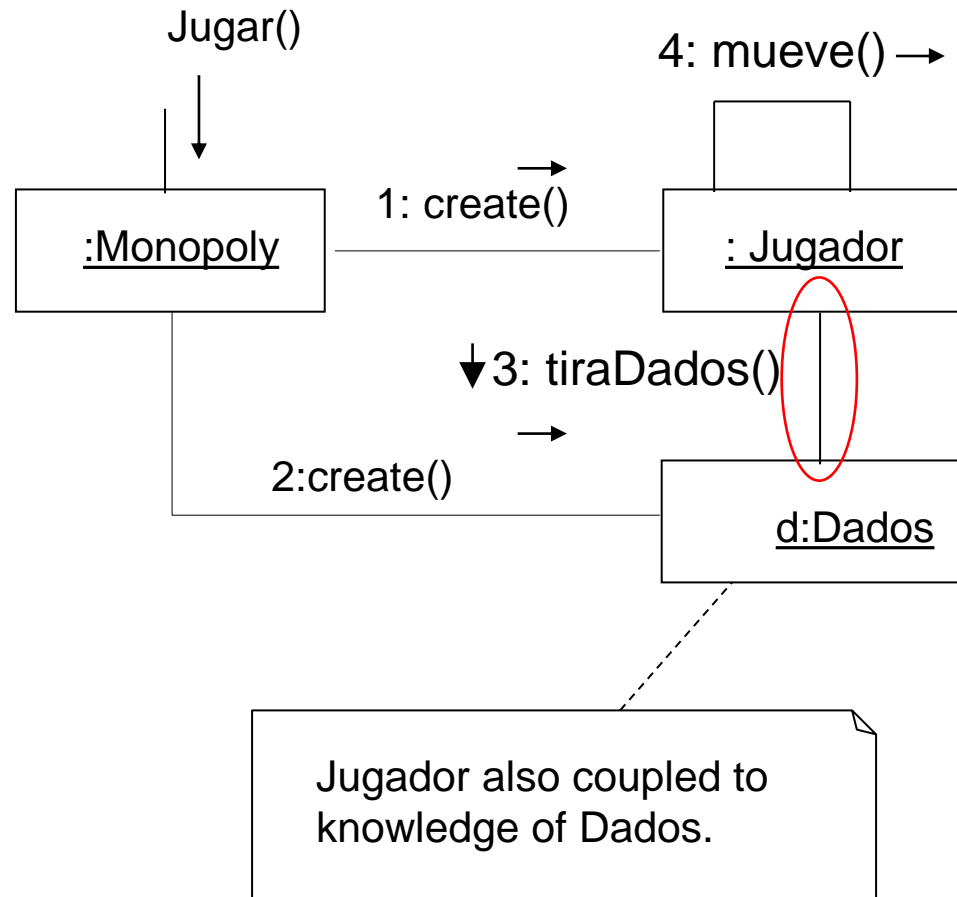 Jugar()
4: mueve()
1: create()
:Monopoly
: Jugador
3: tiraDados()
2:create()
d:Dados
Jugador also coupled to
knowledge of Dados.